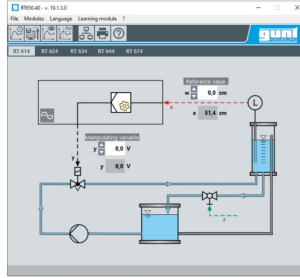 RT650.40 - v. 19.1.5.0
File Modules Language Learning module ?
gunt
RT 614 RT 624 RT 634 RT 644 RT 674
Reference value
w 0,0 cm
x 51,4 cm
L
x
Manipulating variable
y 0,0 V
y 0,0 V
y
z